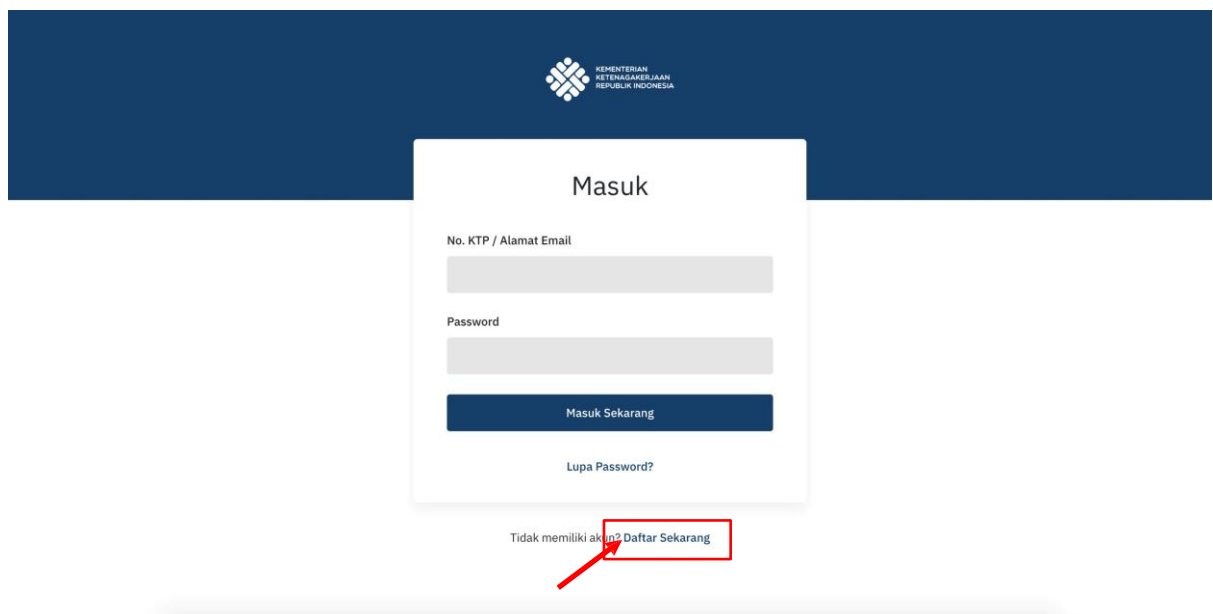 KEMENTERIAN
KETENAGAKERJAAN
REPUBLIK INDONESIA
Masuk
No. KTP / Alamat Email
Password
Masuk Sekarang
Lupa Password?
Tidak memiliki akun? Daftar Sekarang